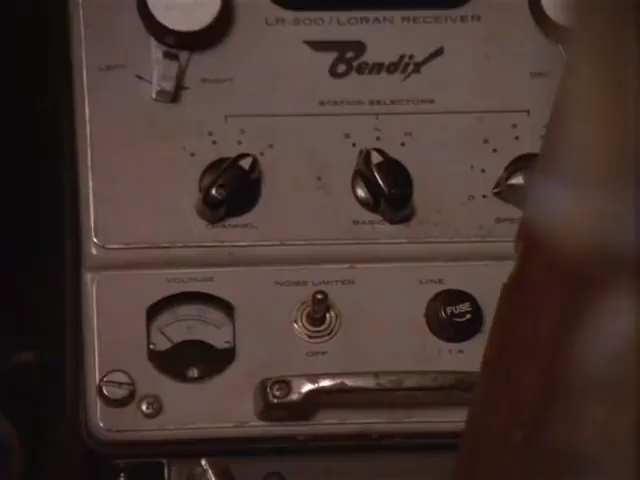 LR-200/LORAN RECEIVER
Bendix
LEFT
RIGHT
STATION SELECTORS
CHANNEL
BASIC
VOLTAGE
NOISE LIMITER
LINE
FUSE
OFF
1 A